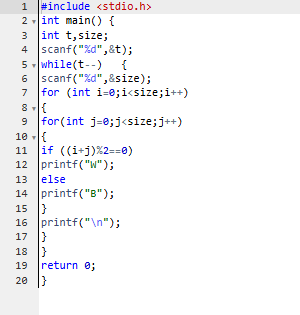 1 #include <stdio.h>
2 int main() {
3 int t,size;
4 scanf("%d",&t);
5 while(t--)   {
6 scanf("%d",&size);
7 for (int i=0;i<size;i++)
8 {
9 for(int j=0;j<size;j++)
10 {
11 if ((i+j)%2==0)
12 printf("W");
13 else
14 printf("B");
15 }
16 printf("\n");
17 }
18 }
19 return 0;
20 }